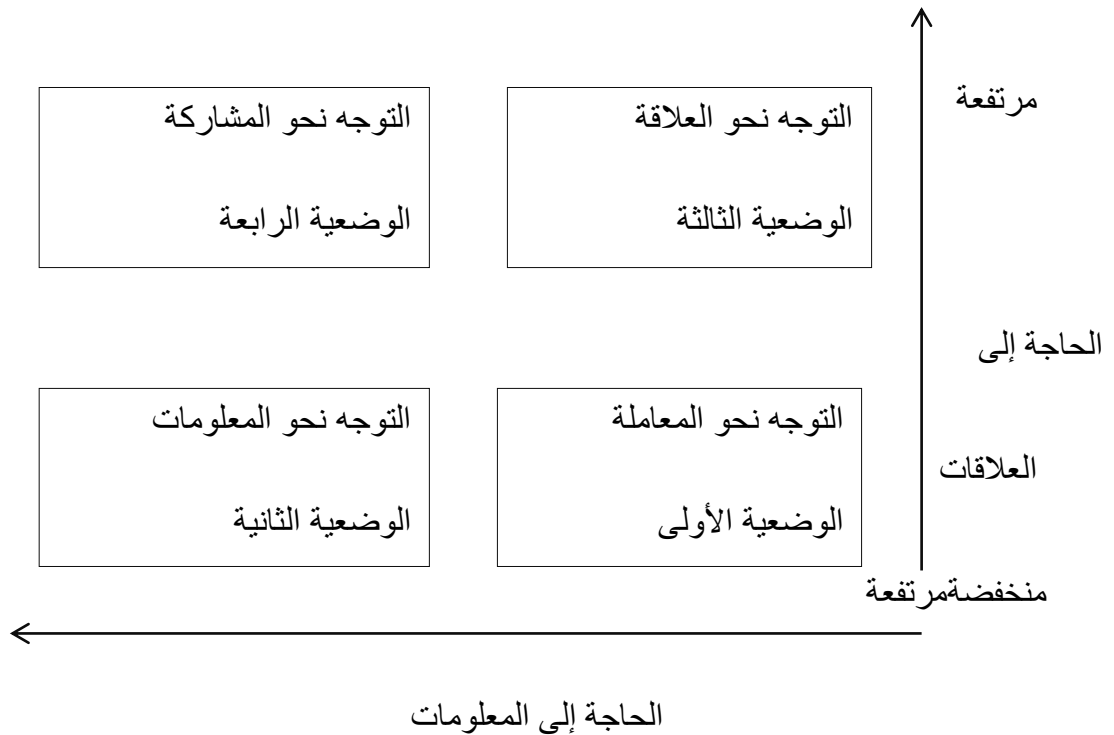 مرتفعة
التوجه نحو العلاقة
الوضعية الثالثة
التوجه نحو المشاركة
الوضعية الرابعة
الحاجة إلى
العلاقات
التوجه نحو المعاملة
الوضعية الأولى
التوجه نحو المعلومات
الوضعية الثانية
منخفضةمرتفعة
الحاجة إلى المعلومات